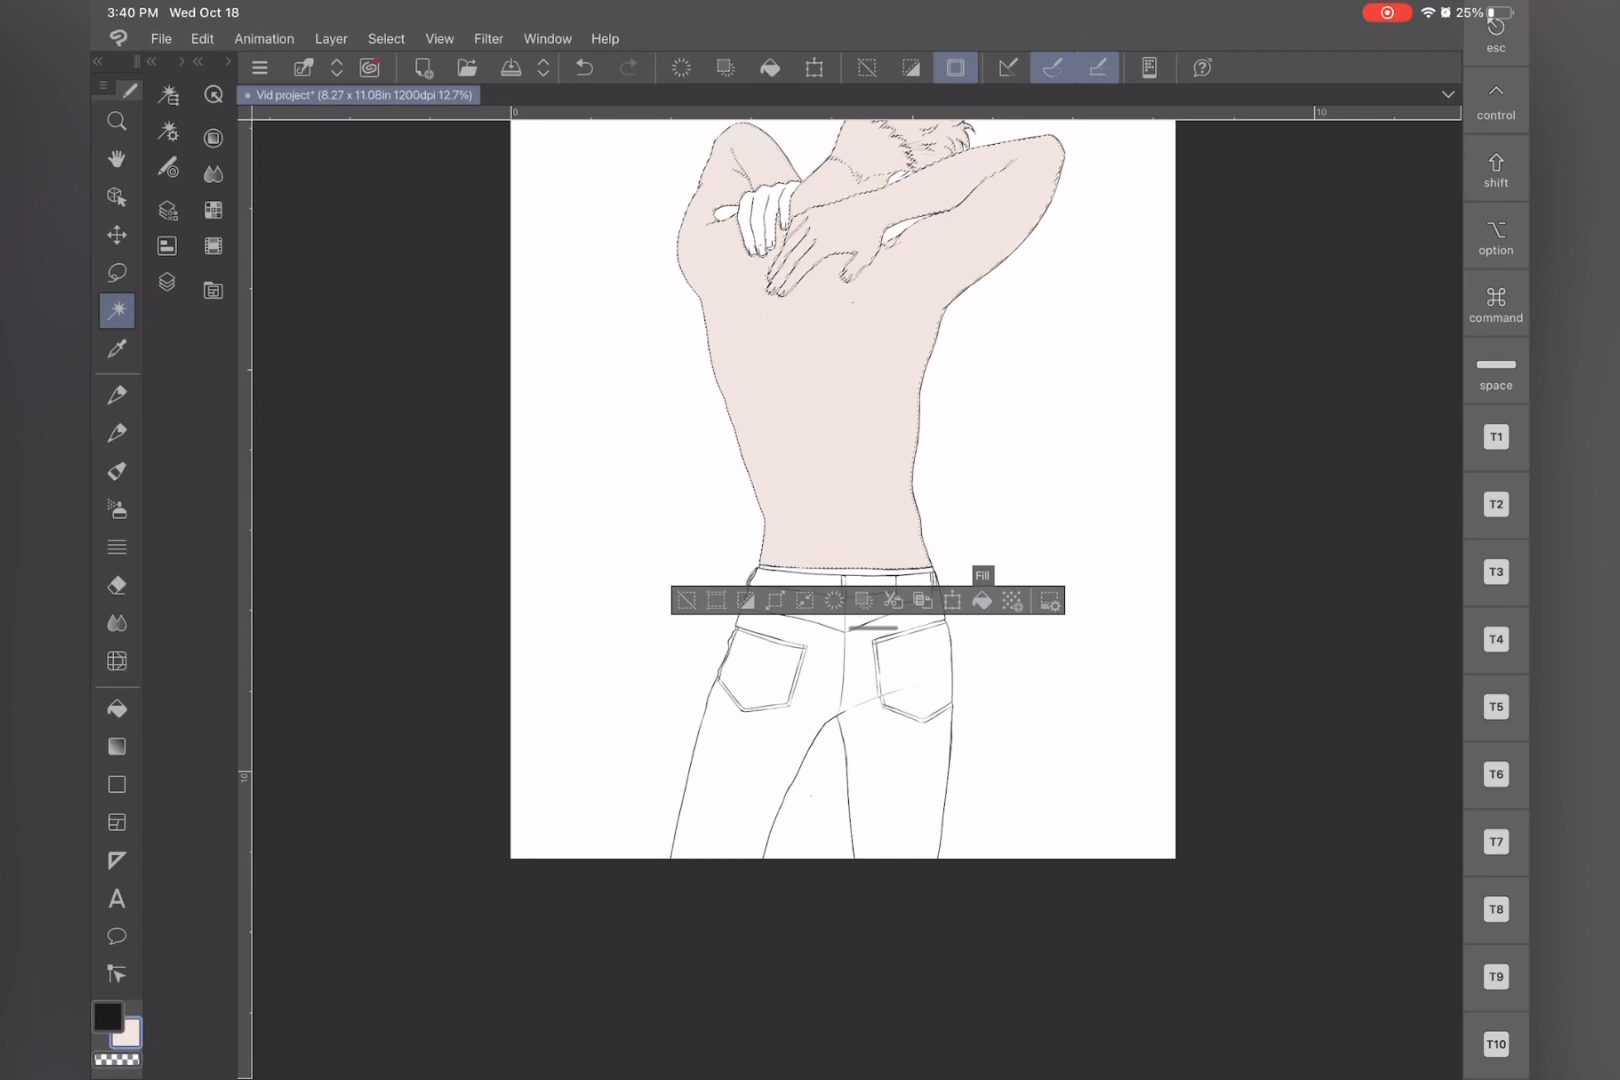 3:40 PM Wed Oct 18
25%
File Edit Animation Layer Select View Filter Window Help
Vid project* (8.27 x 11.08in 1200dpi 12.7%)
0
10
10
Fill
A
esc
control
shift
option
command
space
T1
T2
T3
T4
T5
T6
T7
T8
T9
T10